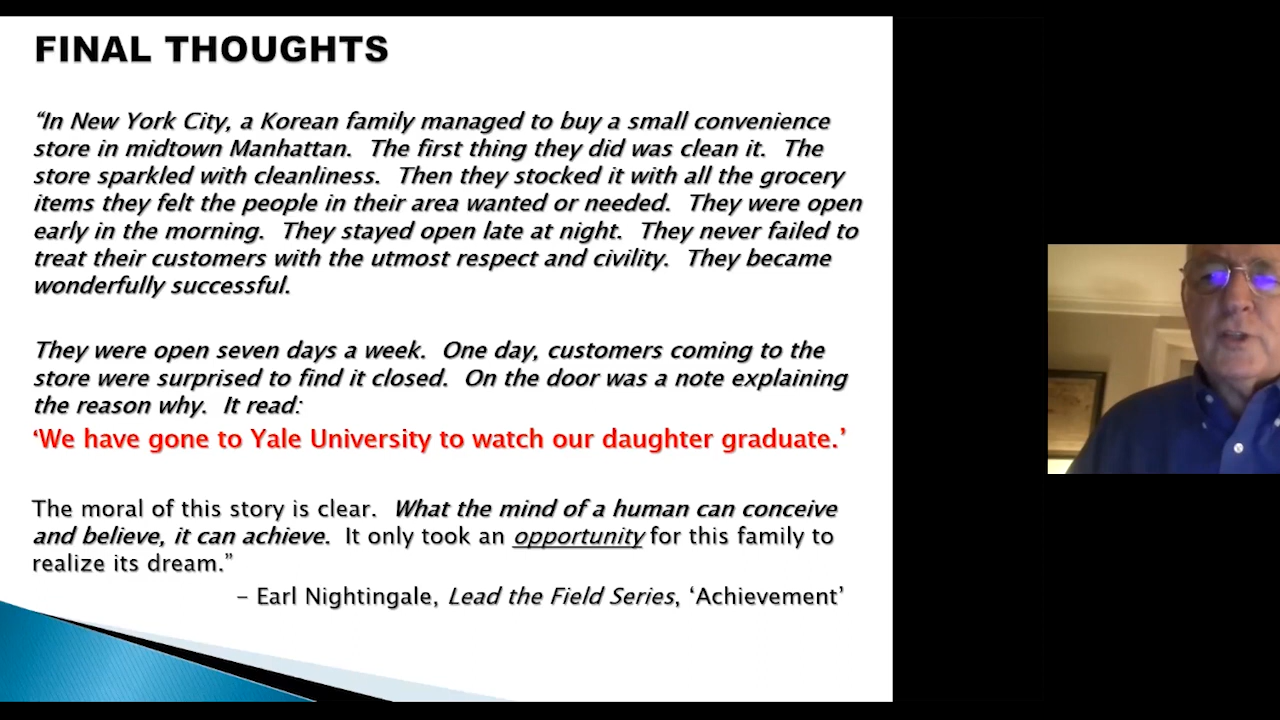 FINAL THOUGHTS
“In New York City, a Korean family managed to buy a small convenience
store in midtown Manhattan.  The first thing they did was clean it.  The
store sparkled with cleanliness.  Then they stocked it with all the grocery
items they felt the people in their area wanted or needed.  They were open
early in the morning.  They stayed open late at night.  They never failed to
treat their customers with the utmost respect and civility.  They became
wonderfully successful.
They were open seven days a week.  One day, customers coming to the
store were surprised to find it closed.  On the door was a note explaining
the reason why.  It read:
‘We have gone to Yale University to watch our daughter graduate.’
The moral of this story is clear.  What the mind of a human can conceive
and believe, it can achieve.  It only took an opportunity for this family to
realize its dream.”
– Earl Nightingale, Lead the Field Series, ‘Achievement’